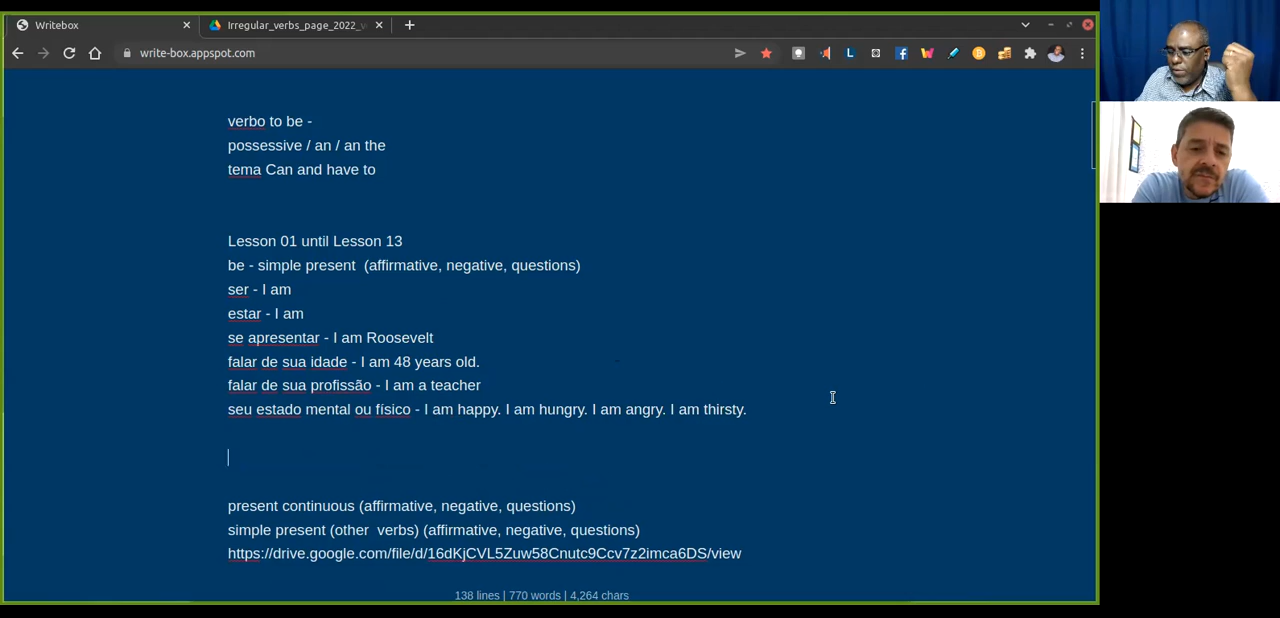 Writebox
Irregular_verbs_page_2022_
write-box.appspot.com
verbo to be -
possessive / an / an the
tema Can and have to
Lesson 01 until Lesson 13
be - simple present  (affirmative, negative, questions)
ser - I am
estar - I am
se apresentar - I am Roosevelt
falar de sua idade - I am 48 years old.
falar de sua profissão - I am a teacher
seu estado mental ou físico - I am happy. I am hungry. I am angry. I am thirsty.
present continuous (affirmative, negative, questions)
simple present (other  verbs) (affirmative, negative, questions)
https://drive.google.com/file/d/16dKjCVL5Zuw58Cnutc9Ccv7z2imca6DS/view
138 lines | 770 words | 4,264 chars